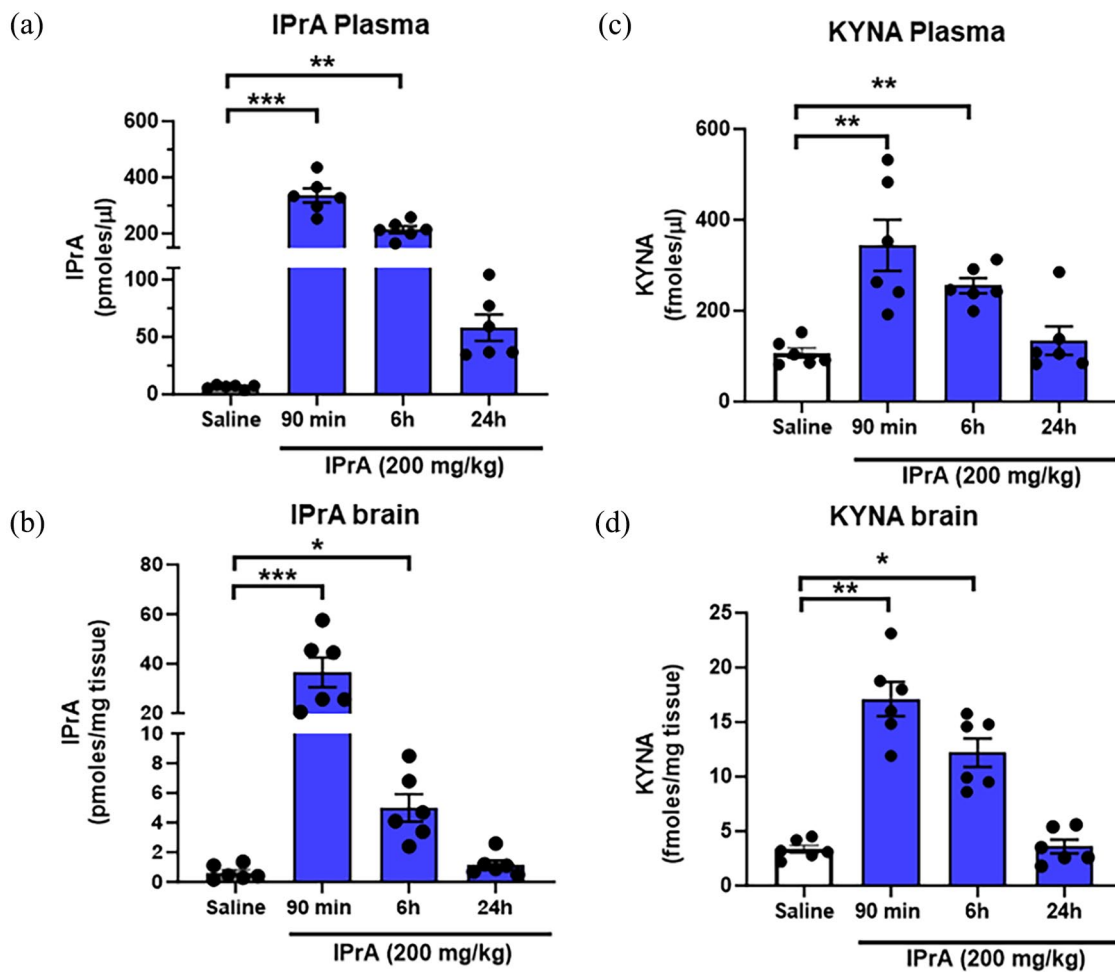 (a)
IPrA Plasma
**
***
600
400
200
100
50
0
IPrA
(pmoles/µl)
Saline
90 min
6h
24h
IPrA (200 mg/kg)
(c)
KYNA Plasma
**
**
600
400
200
0
KYNA
(fmoles/µl)
Saline
90 min
6h
24h
IPrA (200 mg/kg)
(b)
IPrA brain
*
***
80
60
40
20
10
8
6
4
2
0
IPrA
(pmoles/mg tissue)
Saline
90 min
6h
24h
IPrA (200 mg/kg)
(d)
KYNA brain
*
**
25
20
15
10
5
0
KYNA
(fmoles/mg tissue)
Saline
90 min
6h
24h
IPrA (200 mg/kg)